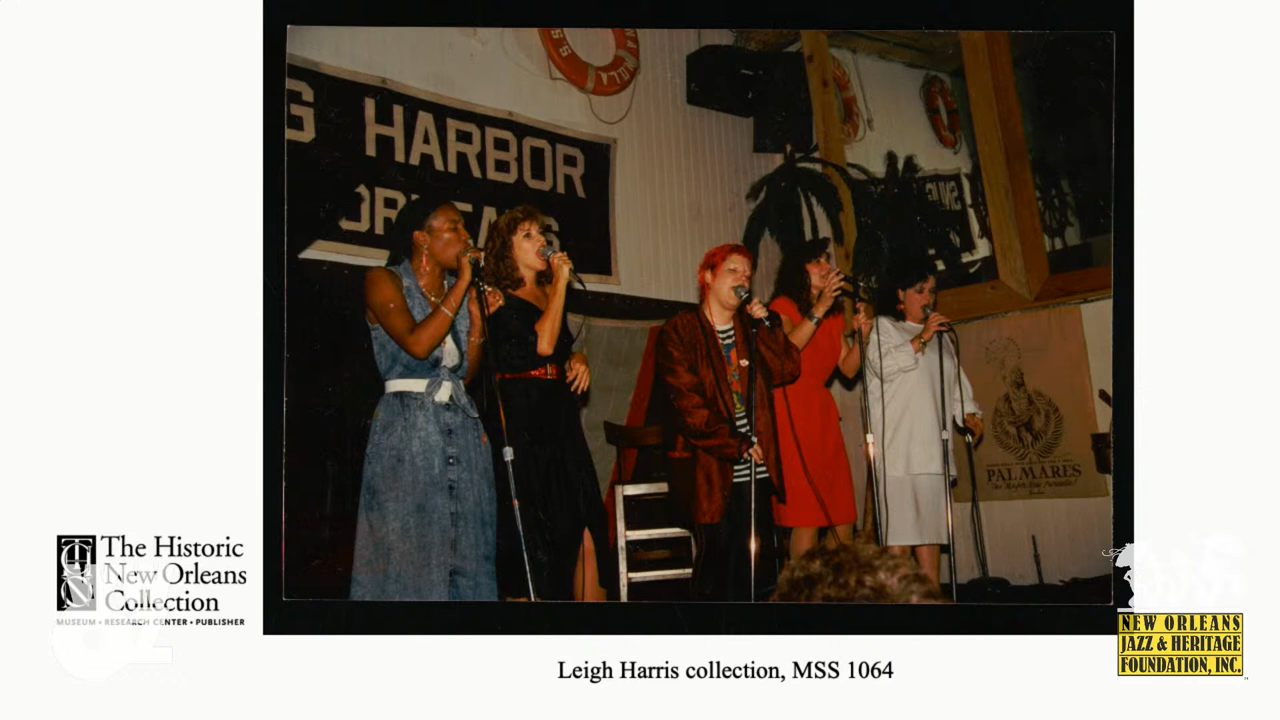 G HARBOR
ORLEANS
PALMARES
The Historic
New Orleans
Collection
MUSEUM • RESEARCH CENTER • PUBLISHER
Leigh Harris collection, MSS 1064
NEW ORLEANS
JAZZ & HERITAGE
FOUNDATION, INC.